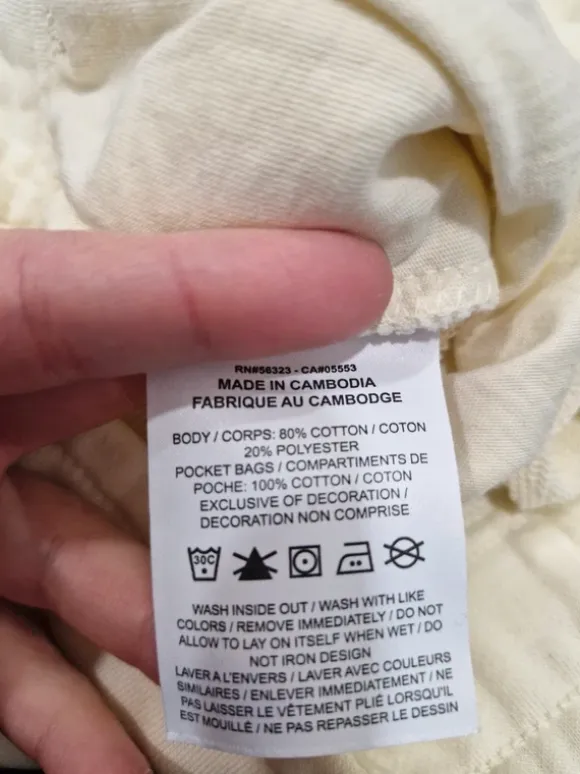 RN#56323 - CA#05553
MADE IN CAMBODIA
FABRIQUE AU CAMBODGE
BODY / CORPS: 80% COTTON / COTON
20% POLYESTER
POCKET BAGS / COMPARTIMENTS DE
POCHE: 100% COTTON / COTON
EXCLUSIVE OF DECORATION /
DECORATION NON COMPRISE
30C
WASH INSIDE OUT / WASH WITH LIKE
COLORS / REMOVE IMMEDIATELY / DO NOT
ALLOW TO LAY ON ITSELF WHEN WET / DO
NOT IRON DESIGN
LAVER A L'ENVERS / LAVER AVEC COULEURS
SIMILAIRES / ENLEVER IMMEDIATEMENT / NE
PAS LAISSER LE VÊTEMENT PLIÉ LORSQU'IL
EST MOUILLÉ / NE PAS REPASSER LE DESSIN